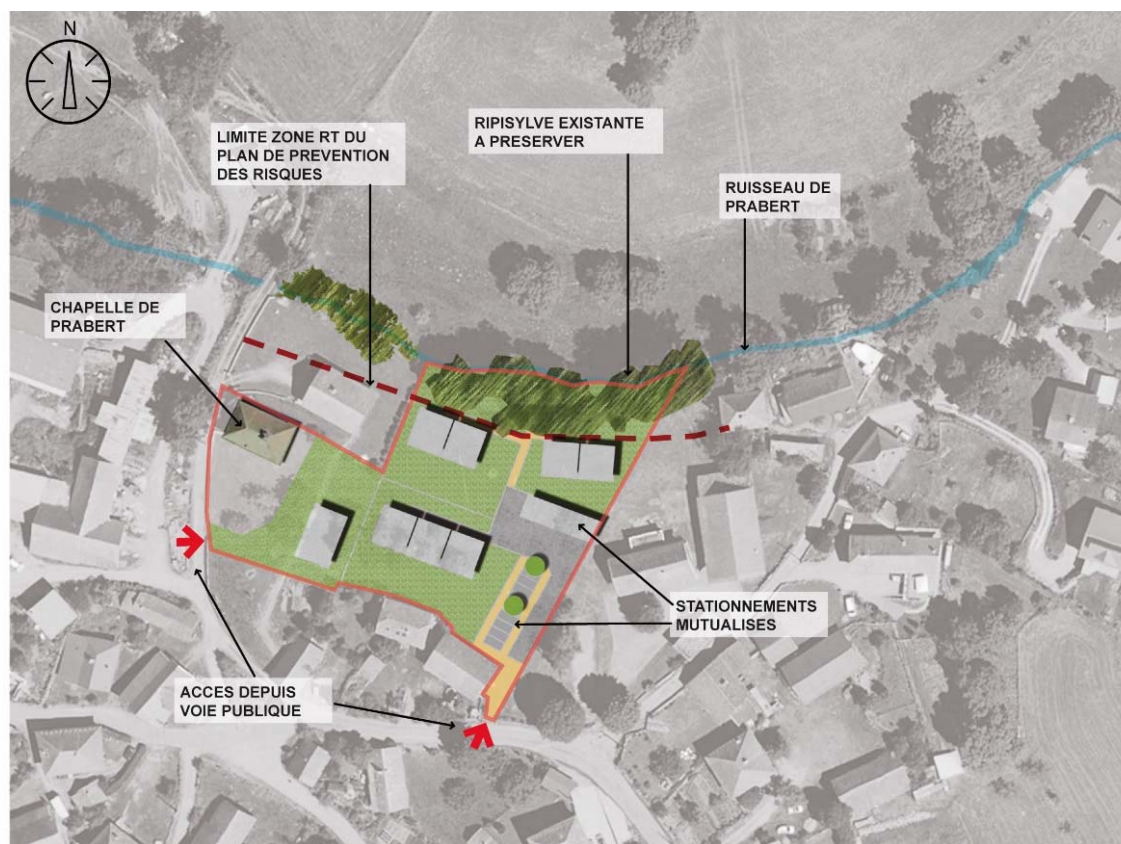 N
LIMITE ZONE RT DU
PLAN DE PREVENTION
DES RISQUES
RIPISYLVE EXISTANTE
A PRESERVER
RUISSEAU DE
PRABERT
CHAPELLE DE
PRABERT
STATIONNEMENTS
MUTUALISES
ACCES DEPUIS
VOIE PUBLIQUE